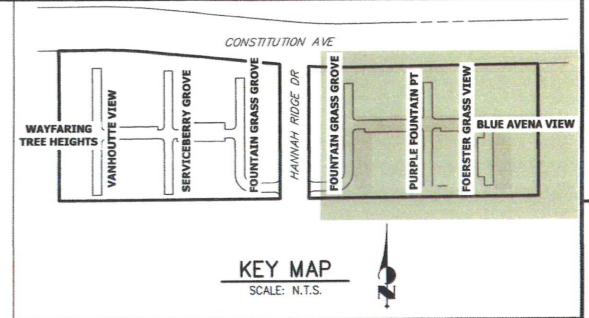 CONSTITUTION AVE
WAYFARING
TREE HEIGHTS
VANHOUTTE VIEW
SERVICEBERRY GROVE
FOUNTAIN GRASS GROVE
HANNAH RIDGE DR
FOUNTAIN GRASS GROVE
PURPLE FOUNTAIN PT
FOERSTER GRASS VIEW
BLUE AVENA VIEW
KEY MAP
SCALE: N.T.S.
N